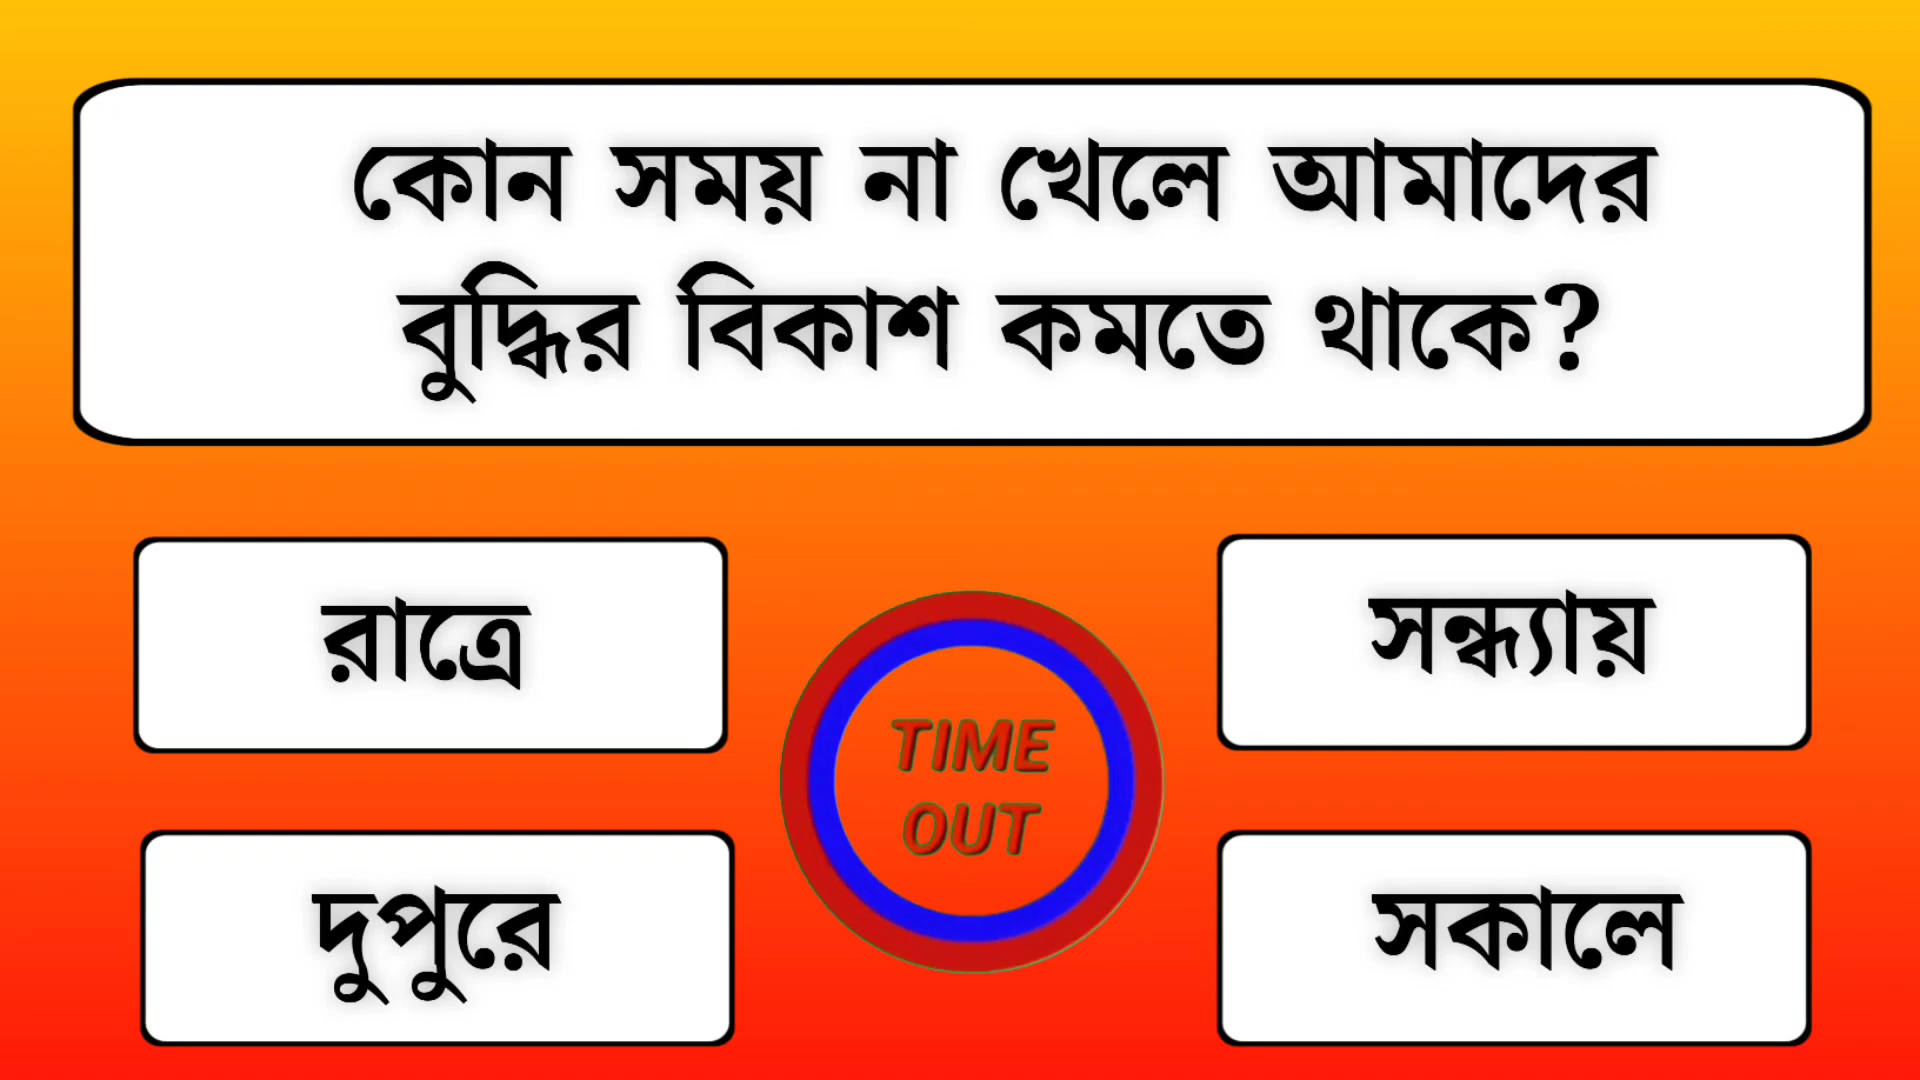 কোন সময় না খেলে আমাদের
বুদ্ধির বিকাশ কমতে থাকে?
রাত্রে
সন্ধ্যায়
TIME
OUT
দুপুরে
সকালে